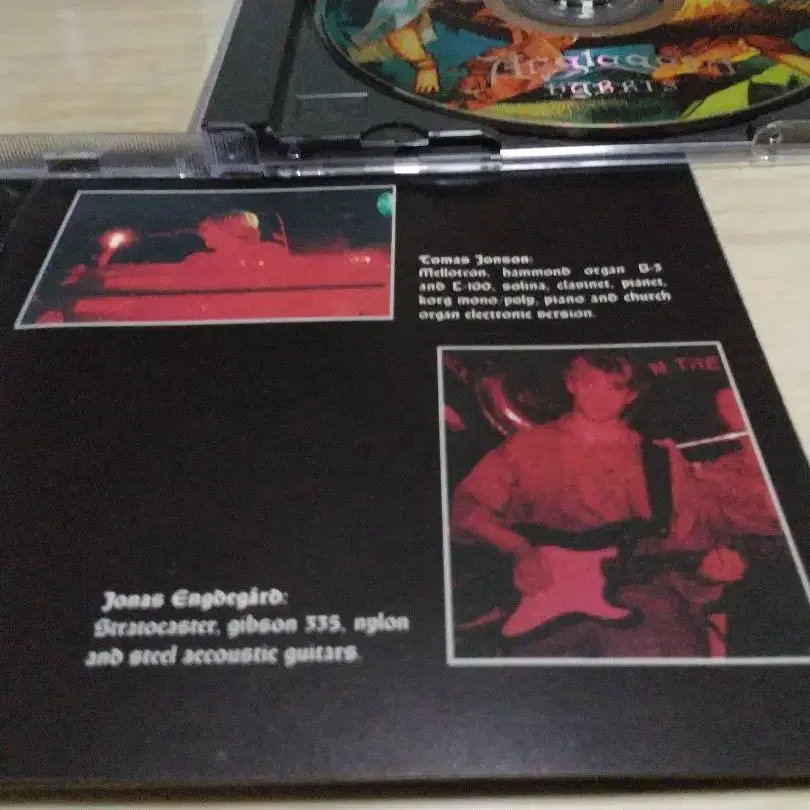 Änglagård
HYBRIS
Tomas Jonson:
Mellotron, hammond organ B-3
and L-100, solina, clavinet, pianet,
korg mono/poly, piano and church
organ electronic version.
N THE
Jonas Engdegård:
Stratocaster, gibson 335, nylon
and steel accoustic guitars.